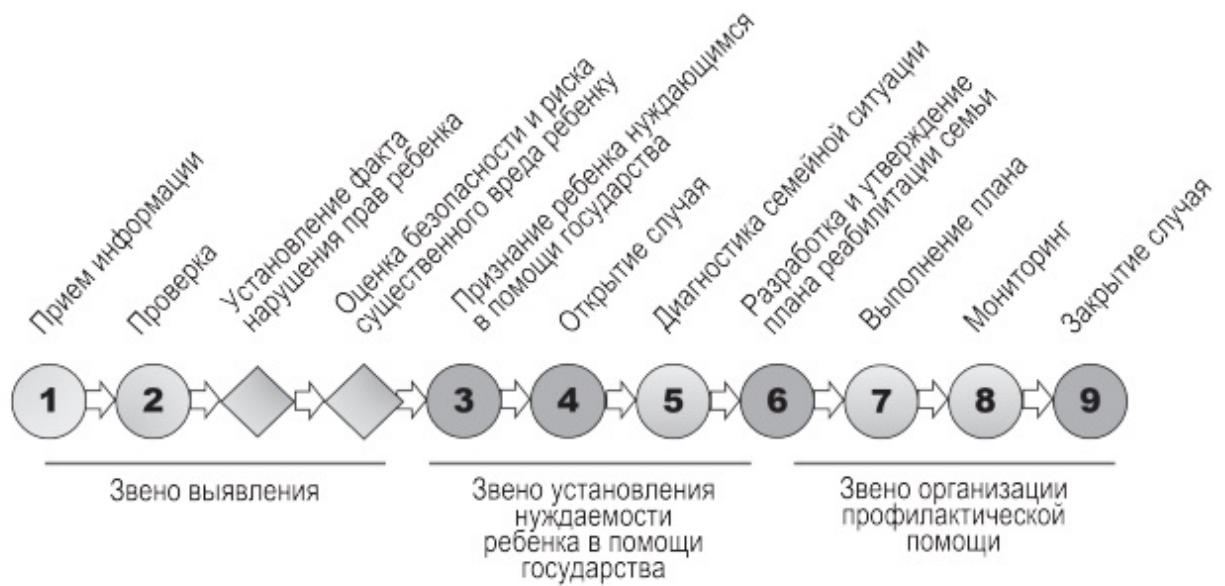 Прием информации
Проверка
Установление факта
нарушения прав ребенка
Оценка безопасности и риска
существенного вреда ребенку
Признание ребенка нуждающимся
в помощи государства
Открытие случая
Диагностика семейной ситуации
Разработка и утверждение
плана реабилитации семьи
Выполнение плана
Мониторинг
Закрытие случая
1
2
3
4
5
6
7
8
9
Звено выявления
Звено установления
нуждаемости
ребенка в помощи
государства
Звено организации
профилактической
помощи